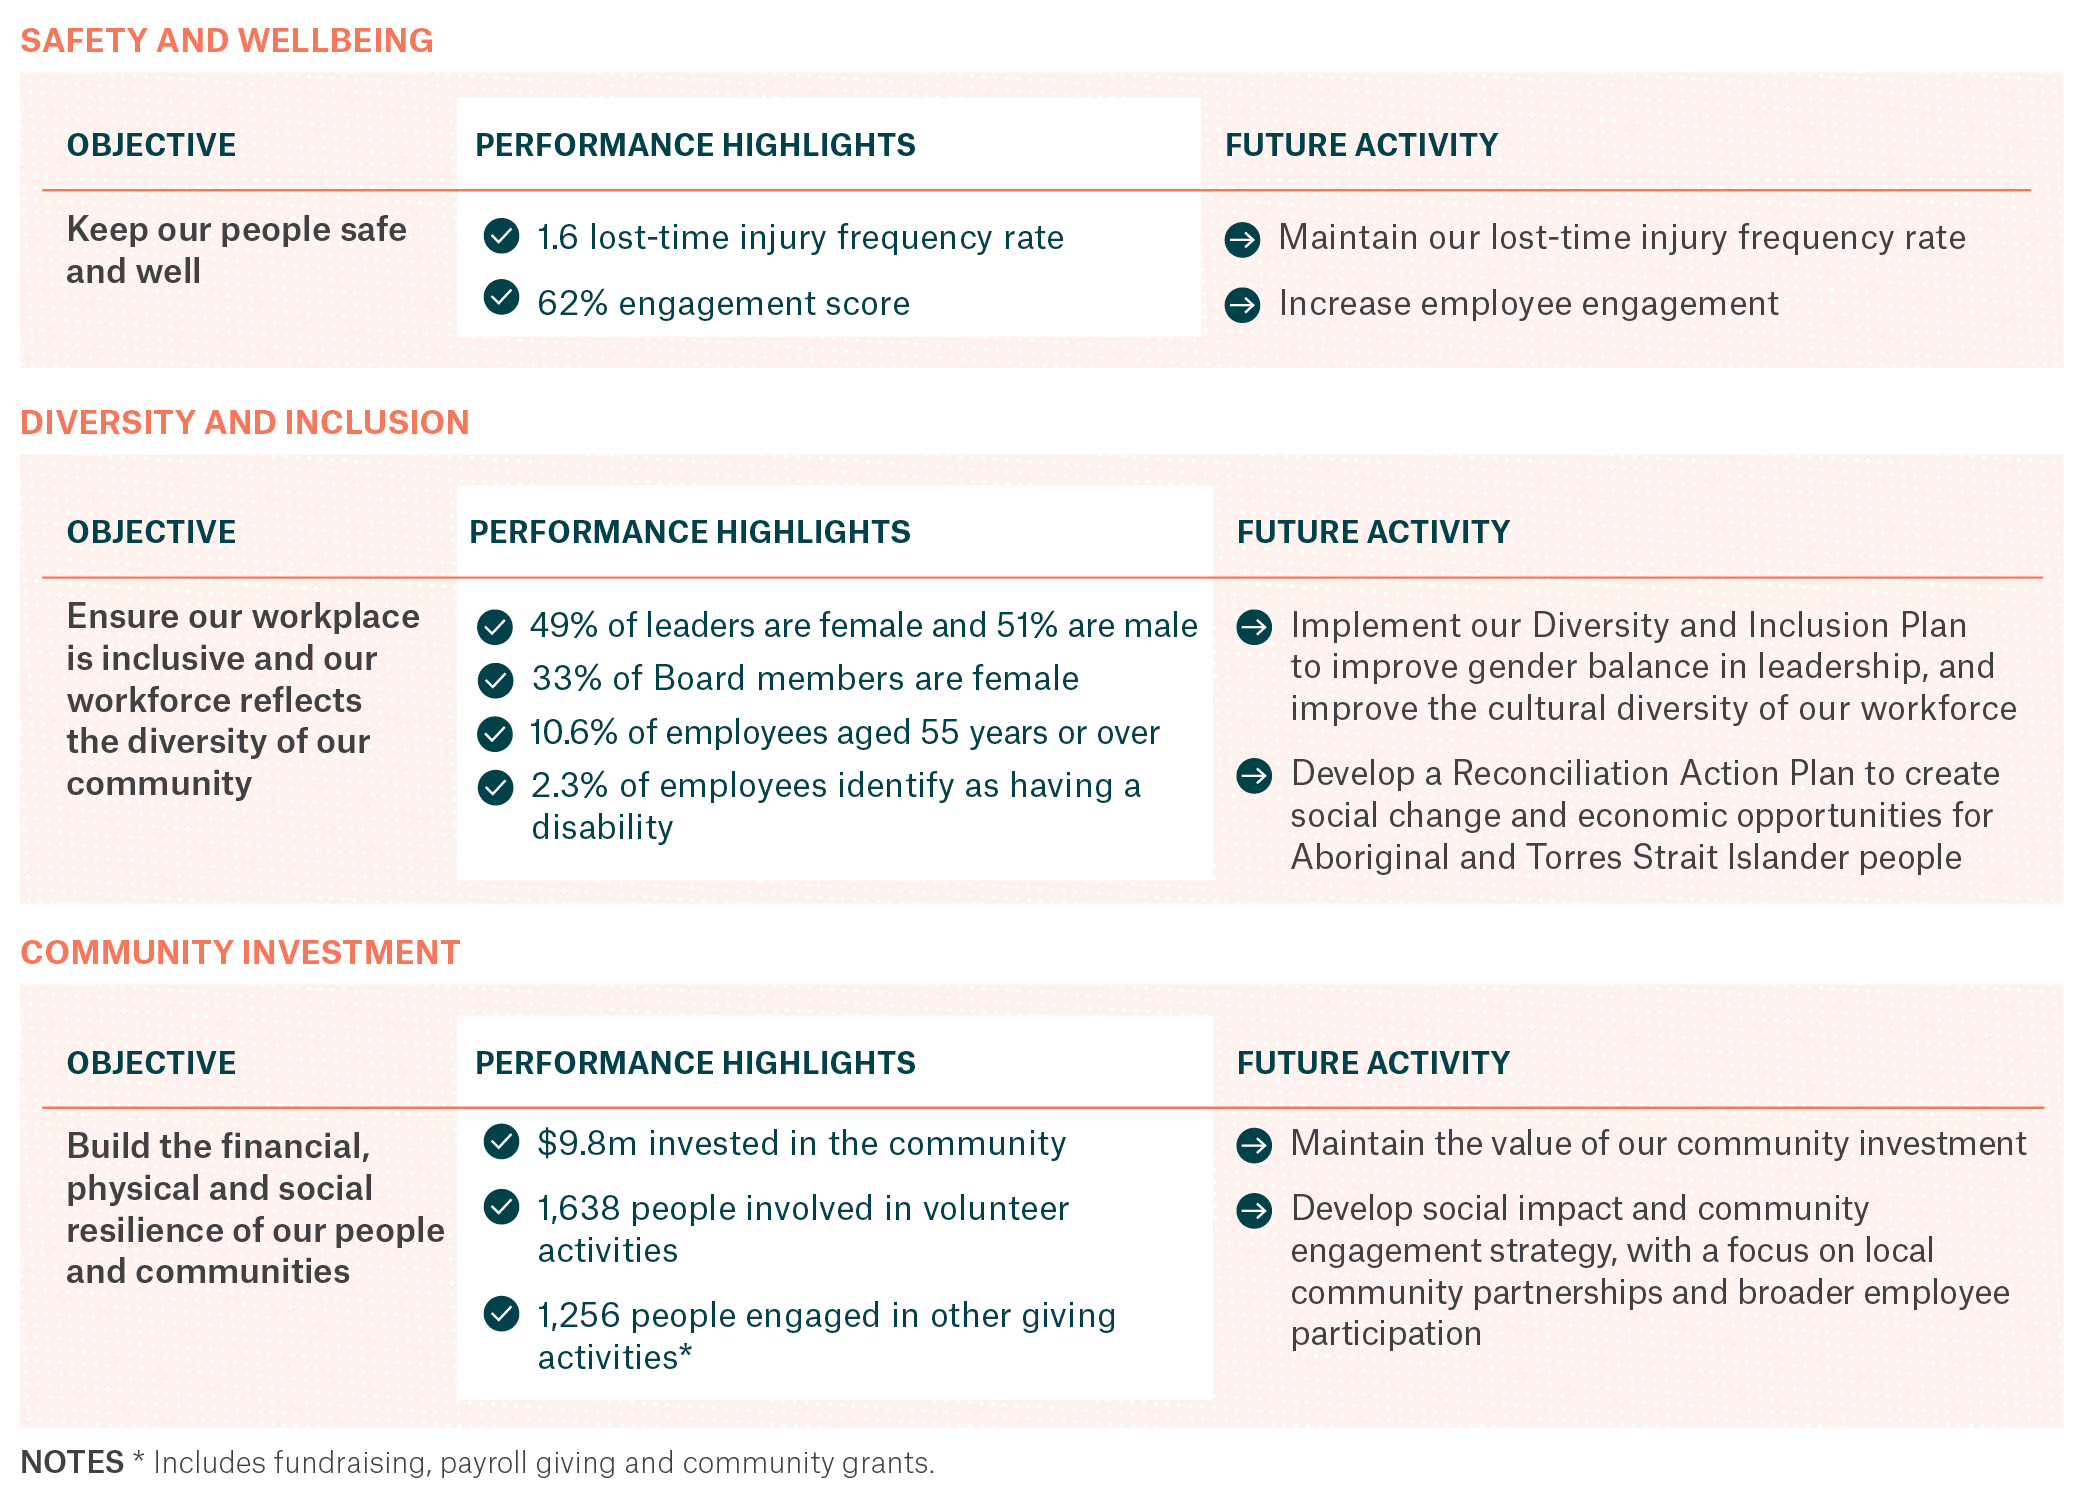 SAFETY AND WELLBEING
OBJECTIVE
Keep our people safe
and well
PERFORMANCE HIGHLIGHTS
1.6 lost-time injury frequency rate
62% engagement score
FUTURE ACTIVITY
Maintain our lost-time injury frequency rate
Increase employee engagement
DIVERSITY AND INCLUSION
OBJECTIVE
Ensure our workplace
is inclusive and our
workforce reflects
the diversity of our
community
PERFORMANCE HIGHLIGHTS
49% of leaders are female and 51% are male
33% of Board members are female
10.6% of employees aged 55 years or over
2.3% of employees identify as having a
disability
FUTURE ACTIVITY
Implement our Diversity and Inclusion Plan
to improve gender balance in leadership, and
improve the cultural diversity of our workforce
Develop a Reconciliation Action Plan to create
social change and economic opportunities for
Aboriginal and Torres Strait Islander people
COMMUNITY INVESTMENT
OBJECTIVE
Build the financial,
physical and social
resilience of our people
and communities
PERFORMANCE HIGHLIGHTS
$9.8m invested in the community
1,638 people involved in volunteer
activities
1,256 people engaged in other giving
activities*
FUTURE ACTIVITY
Maintain the value of our community investment
Develop social impact and community
engagement strategy, with a focus on local
community partnerships and broader employee
participation
NOTES * Includes fundraising, payroll giving and community grants.